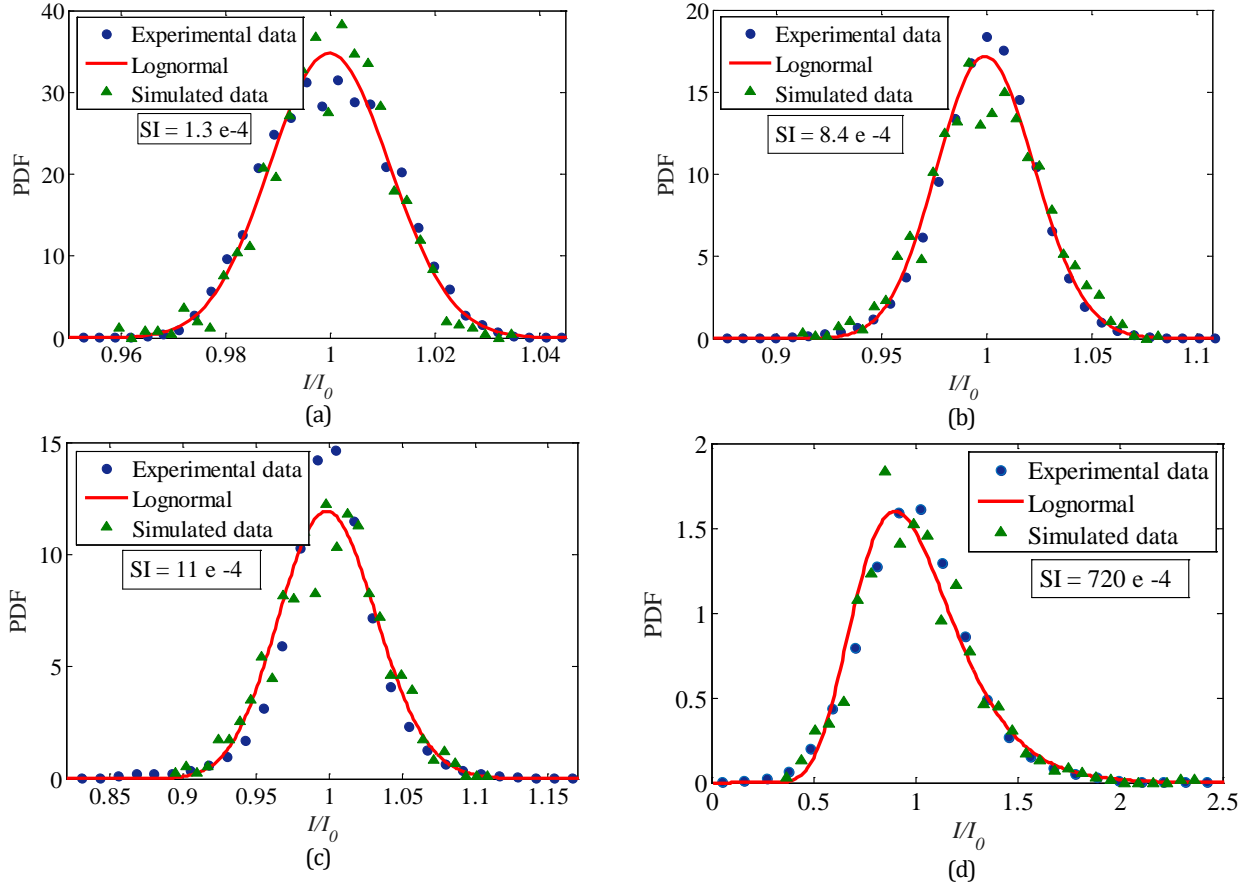 40
30
20
10
0
PDF
Experimental data
Lognormal
Simulated data
SI = 1.3 e-4
0.96 0.98 1 1.02 1.04
I/I0
(a)
20
15
10
5
0
PDF
Experimental data
Lognormal
Simulated data
SI = 8.4 e -4
0.9 0.95 1 1.05 1.1
I/I0
(b)
15
10
5
0
PDF
Experimental data
Lognormal
Simulated data
SI = 11 e -4
0.85 0.9 0.95 1 1.05 1.1 1.15
I/I0
(c)
2
1.5
1
0.5
0
PDF
Experimental data
Lognormal
Simulated data
SI = 720 e -4
0 0.5 1 1.5 2 2.5
I/I0
(d)